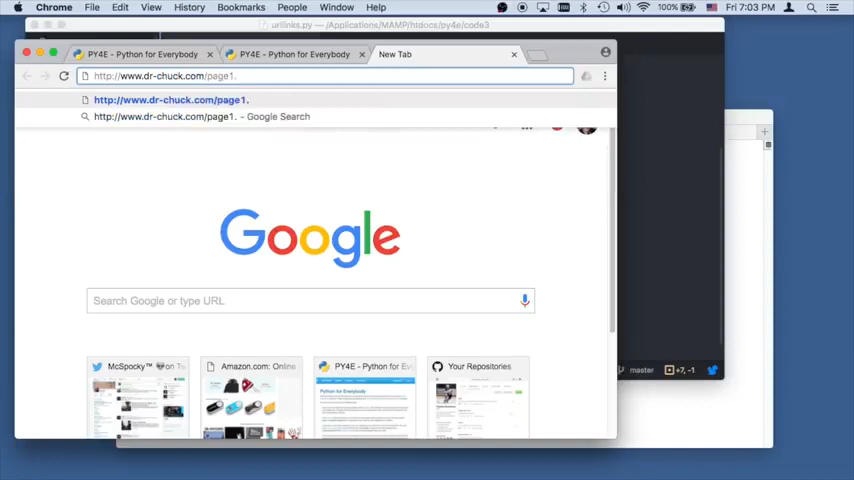 Chrome File Edit View History Bookmarks People Window Help 100% Fri 7:03 PM
urllinks.py — /Applications/MAMP/htdocs/py4e/code3
PY4E - Python for Everybody PY4E - Python for Everybody New Tab
http://www.dr-chuck.com/page1.
http://www.dr-chuck.com/page1.
http://www.dr-chuck.com/page1. - Google Search
Google
Search Google or type URL
McSpocky™ on Tw Amazon.com: Online PY4E - Python for Ev Your Repositories
Python for Everybody
master +7, -1